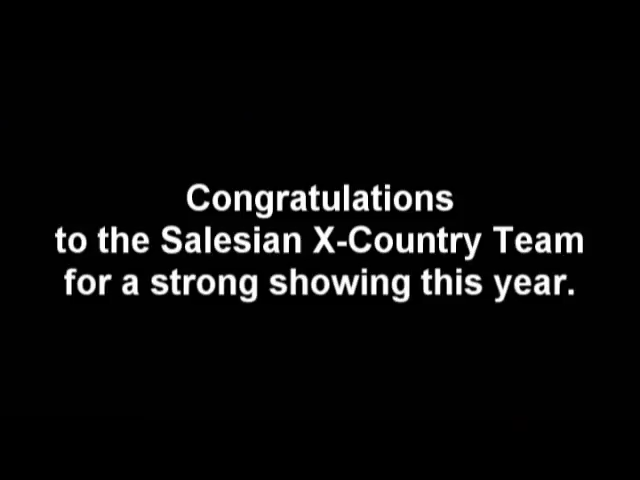 Congratulations
to the Salesian X-Country Team
for a strong showing this year.